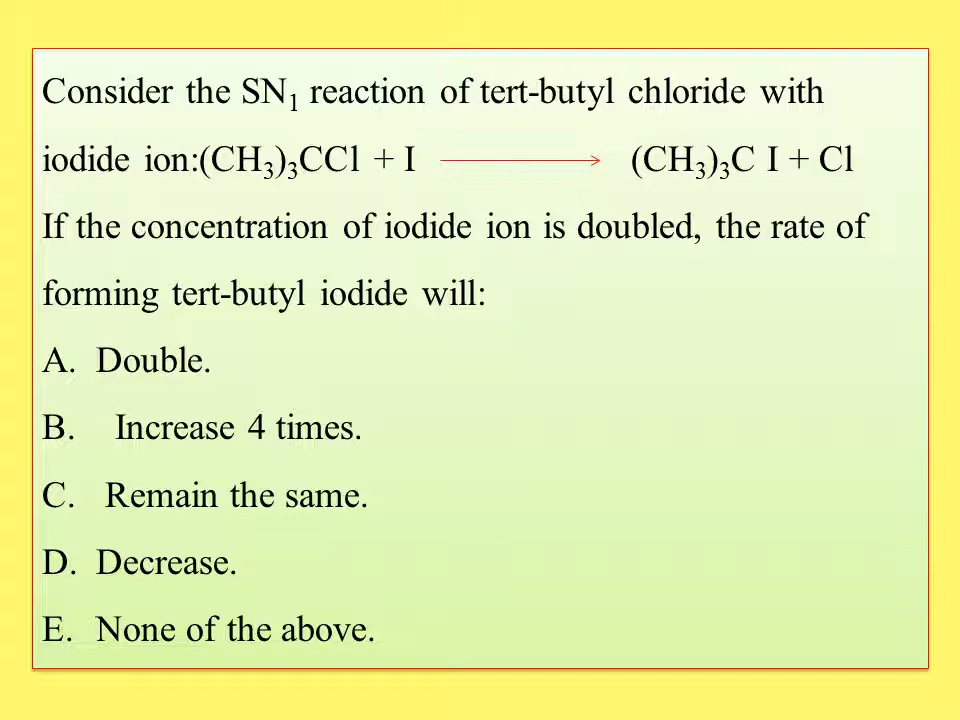 Consider the SN₁ reaction of tert-butyl chloride with
iodide ion:(CH₃)₃CCl + I ⟶ (CH₃)₃C I + Cl
If the concentration of iodide ion is doubled, the rate of
forming tert-butyl iodide will:
A. Double.
B. Increase 4 times.
C. Remain the same.
D. Decrease.
E. None of the above.